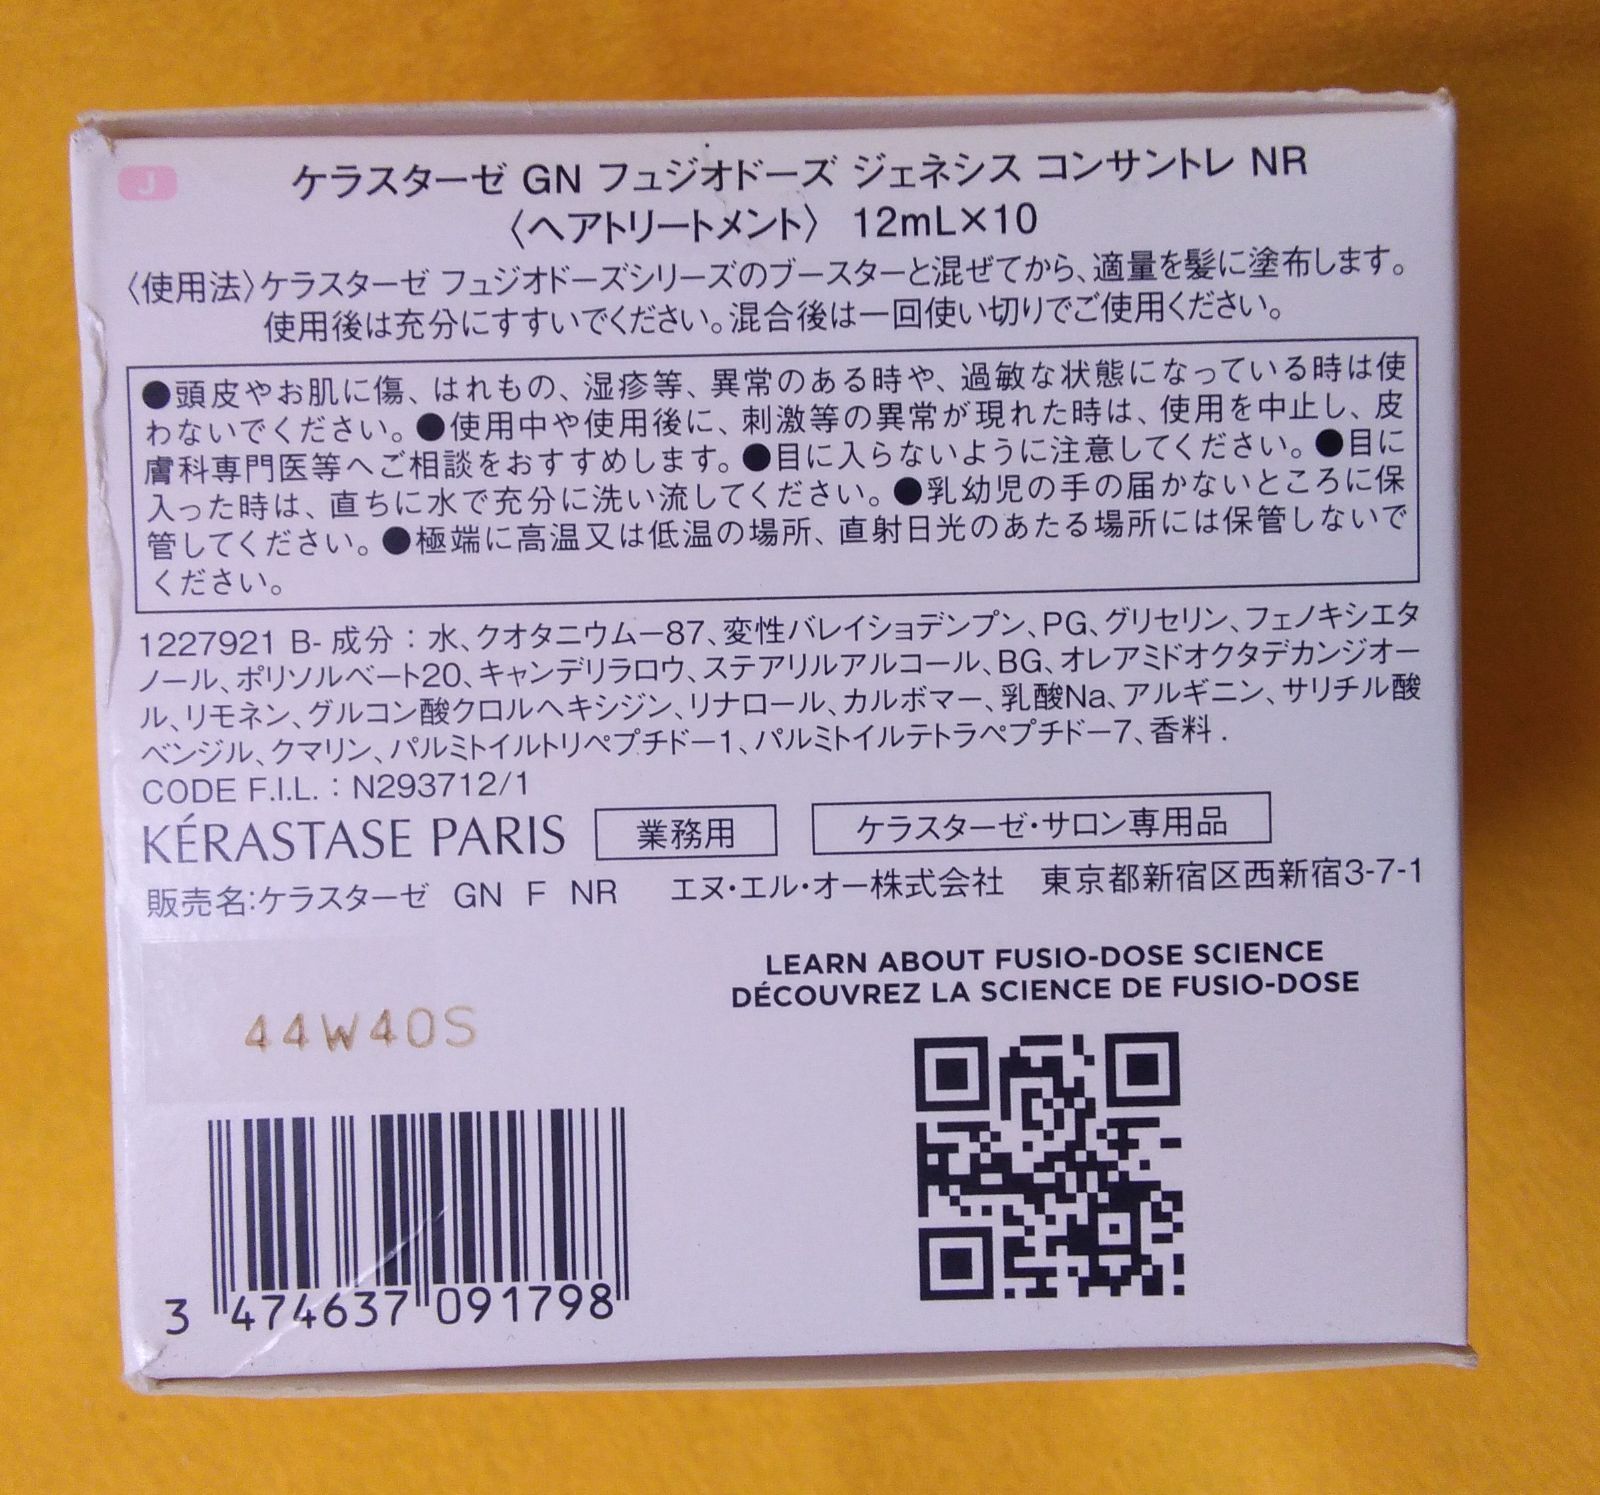 J
ケラスターゼ GN フュジオドーズ ジェネシス コンサントレ NR
〈ヘアトリートメント〉 12mL×10
〈使用法〉ケラスターゼ フュジオドーズシリーズのブースターと混ぜてから、適量を髪に塗布します。
使用後は充分にすすいでください。混合後は一回使い切りでご使用ください。
●頭皮やお肌に傷、はれもの、湿疹等、異常のある時や、過敏な状態になっている時は使
わないでください。●使用中や使用後に、刺激等の異常が現れた時は、使用を中止し、皮
膚科専門医等へご相談をおすすめします。●目に入らないように注意してください。●目に
入った時は、直ちに水で充分に洗い流してください。●乳幼児の手の届かないところに保
管してください。●極端に高温又は低温の場所、直射日光のあたる場所には保管しないで
ください。
1227921 B- 成分：水、クオタニウムー87、変性バレイショデンプン、PG、グリセリン、フェノキシエタ
ノール、ポリソルベート20、キャンデリラロウ、ステアリルアルコール、BG、オレアミドオクタデカンジオー
ル、リモネン、グルコン酸クロルヘキシジン、リナロール、カルボマー、乳酸Na、アルギニン、サリチル酸
ベンジル、クマリン、パルミトイルトリペプチドー1、パルミトイルテトラペプチドー7、香料.
CODE F.I.L.：N293712/1
KÉRASTASE PARIS 業務用 ケラスターゼ・サロン専用品
販売名:ケラスターゼ GN F NR エヌ・エル・オー株式会社 東京都新宿区西新宿3-7-1
LEARN ABOUT FUSIO-DOSE SCIENCE
DÉCOUVREZ LA SCIENCE DE FUSIO-DOSE
44W40S
3 474637 091798